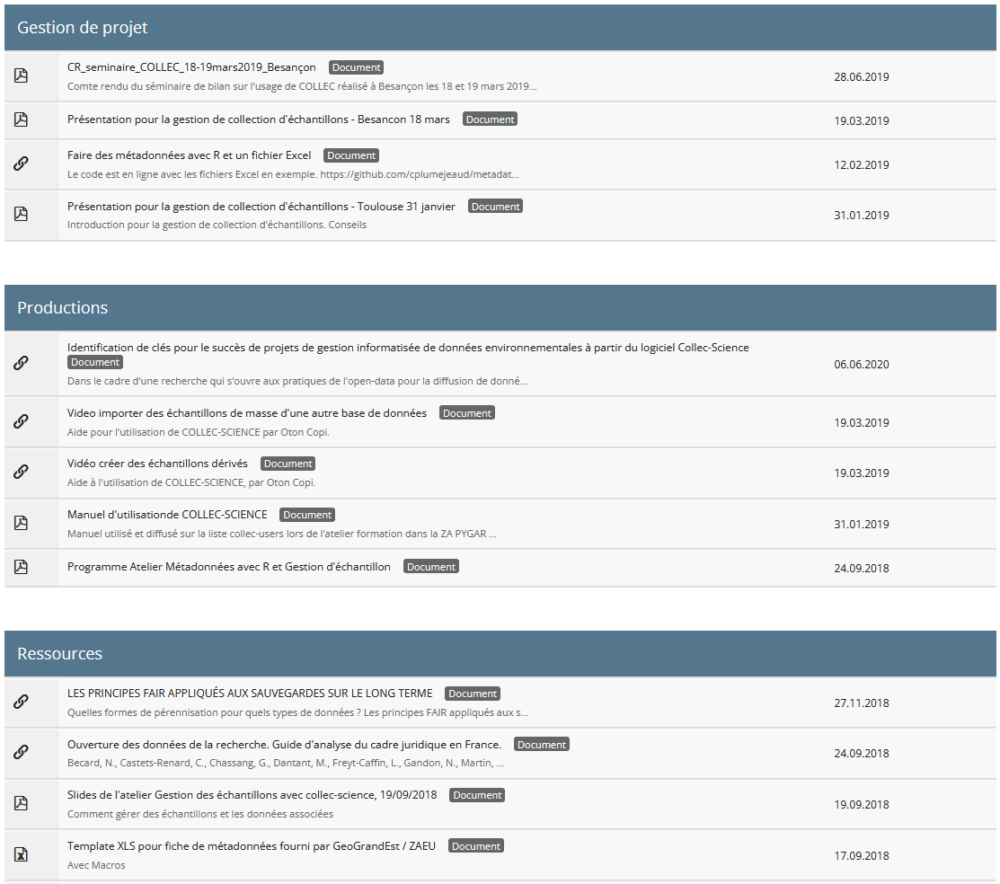 Gestion de projet
CR_seminaire_COLLEC_18-19mars2019_Besançon Document
Comte rendu du séminaire de bilan sur l'usage de COLLEC réalisé à Besançon les 18 et 19 mars 2019...
28.06.2019
Présentation pour la gestion de collection d'échantillons - Besancon 18 mars Document
19.03.2019
Faire des métadonnées avec R et un fichier Excel Document
Le code est en ligne avec les fichiers Excel en exemple. https://github.com/cplumejeaud/metadat...
12.02.2019
Présentation pour la gestion de collection d'échantillons - Toulouse 31 janvier Document
Introduction pour la gestion de collection d'échantillons. Conseils
31.01.2019
Productions
Identification de clés pour le succès de projets de gestion informatisée de données environnementales à partir du logiciel Collec-Science
Document
Dans le cadre d'une recherche qui s'ouvre aux pratiques de l'open-data pour la diffusion de donné...
06.06.2020
Video importer des échantillons de masse d'une autre base de données Document
Aide pour l'utilisation de COLLEC-SCIENCE par Oton Copi.
19.03.2019
Vidéo créer des échantillons dérivés Document
Aide à l'utilisation de COLLEC-SCIENCE, par Oton Copi.
19.03.2019
Manuel d'utilisationde COLLEC-SCIENCE Document
Manuel utilisé et diffusé sur la liste collec-users lors de l'atelier formation dans la ZA PYGAR ...
31.01.2019
Programme Atelier Métadonnées avec R et Gestion d'échantillon Document
24.09.2018
Ressources
LES PRINCIPES FAIR APPLIQUÉS AUX SAUVEGARDES SUR LE LONG TERME Document
Quelles formes de pérennisation pour quels types de données ? Les principes FAIR appliqués aux s...
27.11.2018
Ouverture des données de la recherche. Guide d'analyse du cadre juridique en France. Document
Becard, N., Castets-Renard, C., Chassang, G., Dantant, M., Freyt-Caffin, L., Gandon, N., Martin, ...
24.09.2018
Slides de l'atelier Gestion des échantillons avec collec-science, 19/09/2018 Document
Comment gérer des échantillons et les données associées
19.09.2018
Template XLS pour fiche de métadonnées fourni par GeoGrandEst / ZAEU Document
Avec Macros
17.09.2018